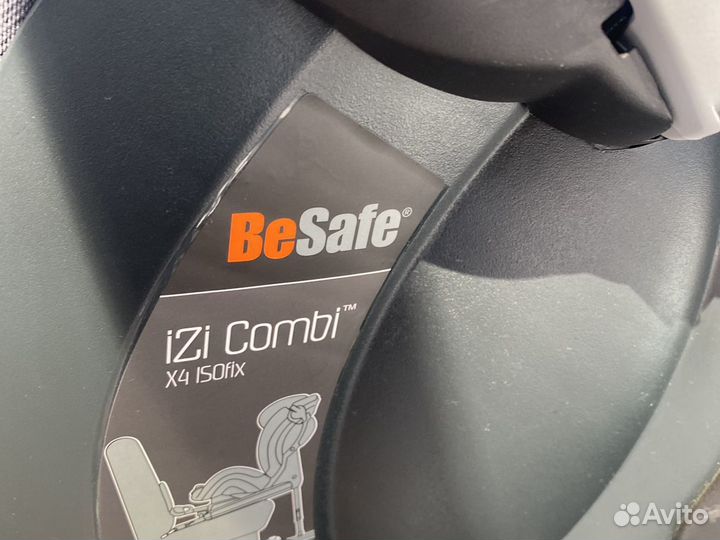 BeSafe®
iZi Combi™
X4 ISOfix
Avito